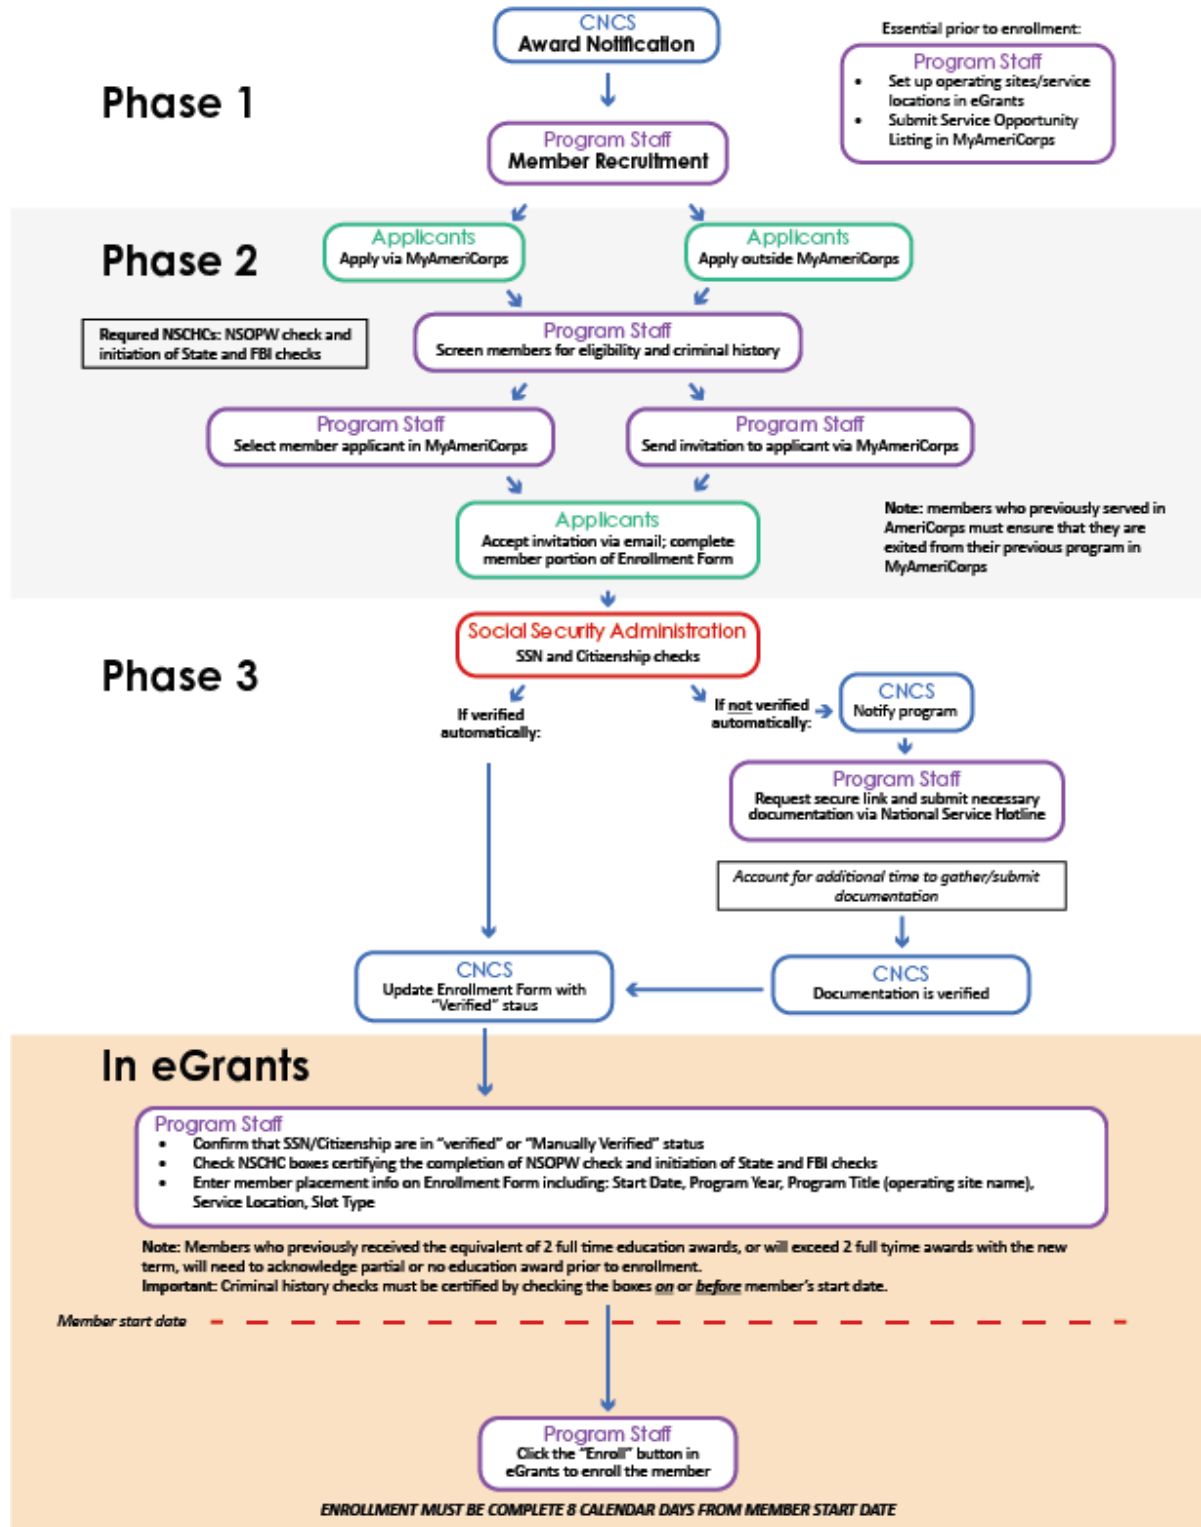 CNCS
Award Notification
Essential prior to enrollment:
Program Staff
• Set up operating sites/service
locations in eGrants
• Submit Service Opportunity
Listing in MyAmeriCorps
Phase 1
Program Staff
Member Recruitment
Phase 2
Applicants
Apply via MyAmeriCorps
Applicants
Apply outside MyAmeriCorps
Requred NSCHCs: NSOPW check and
initiation of State and FBI checks
Program Staff
Screen members for eligibility and criminal history
Program Staff
Select member applicant in MyAmeriCorps
Program Staff
Send invitation to applicant via MyAmeriCorps
Applicants
Accept invitation via email; complete
member portion of Enrollment Form
Note: members who previously served in
AmeriCorps must ensure that they are
exited from their previous program in
MyAmeriCorps
Phase 3
Social Security Administration
SSN and Citizenship checks
If verified
automatically:
If not verified
automatically:
CNCS
Notify program
Program Staff
Request secure link and submit necessary
documentation via National Service Hotline
Account for additional time to gather/submit
documentation
CNCS
Update Enrollment Form with
“Verified” staus
CNCS
Documentation is verified
In eGrants
Program Staff
• Confirm that SSN/Citizenship are in “verified” or “Manually Verified” status
• Check NSCHC boxes certifying the completion of NSOPW check and initiation of State and FBI checks
• Enter member placement info on Enrollment Form including: Start Date, Program Year, Program Title (operating site name),
Service Location, Slot Type
Note: Members who previously received the equivalent of 2 full time education awards, or will exceed 2 full tyime awards with the new
term, will need to acknowledge partial or no education award prior to enrollment.
Important: Criminal history checks must be certified by checking the boxes on or before member’s start date.
Member start date
Program Staff
Click the “Enroll” button in
eGrants to enroll the member
ENROLLMENT MUST BE COMPLETE 8 CALENDAR DAYS FROM MEMBER START DATE